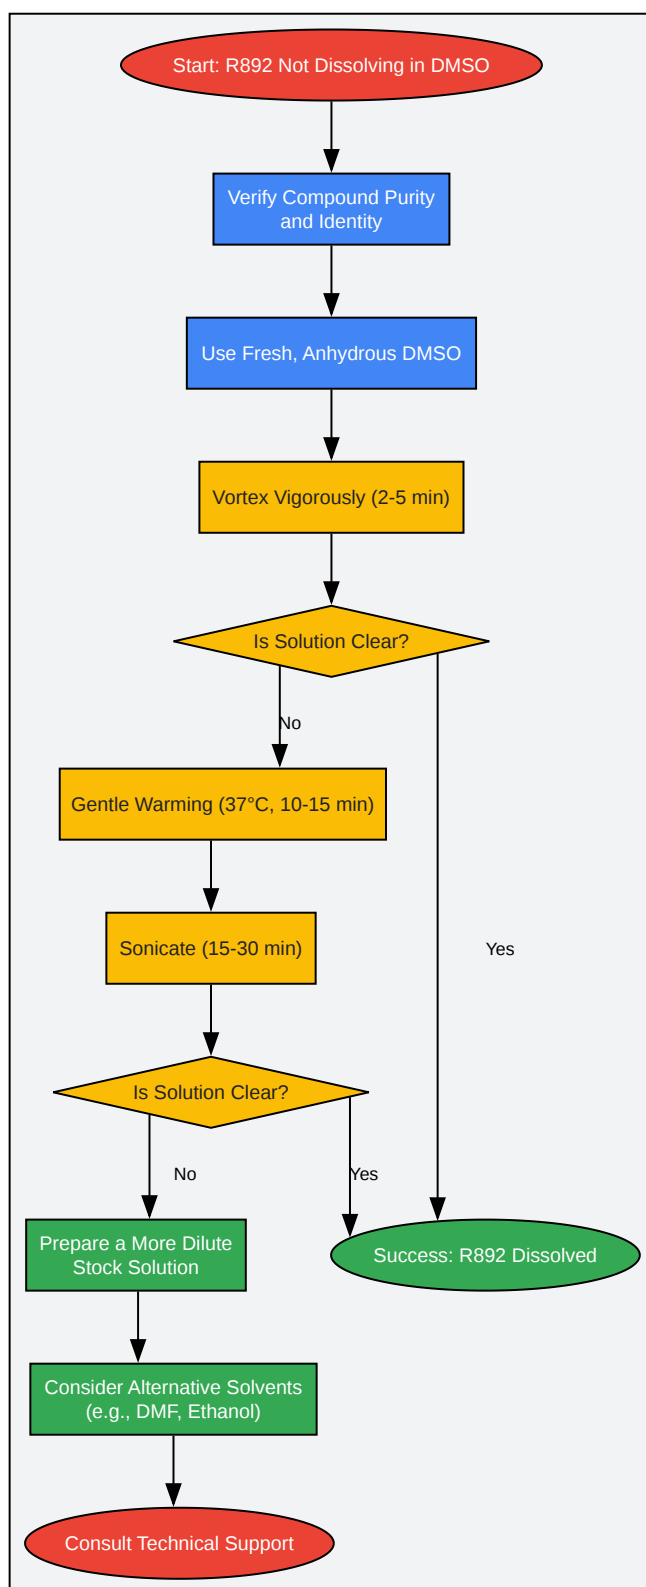 Start: R892 Not Dissolving in DMSO
Verify Compound Purity
and Identity
Use Fresh, Anhydrous DMSO
Vortex Vigorously (2-5 min)
Is Solution Clear?
No
Gentle Warming (37°C, 10-15 min)
Sonicate (15-30 min)
Yes
Is Solution Clear?
No
Yes
Prepare a More Dilute
Stock Solution
Success: R892 Dissolved
Consider Alternative Solvents
(e.g., DMF, Ethanol)
Consult Technical Support